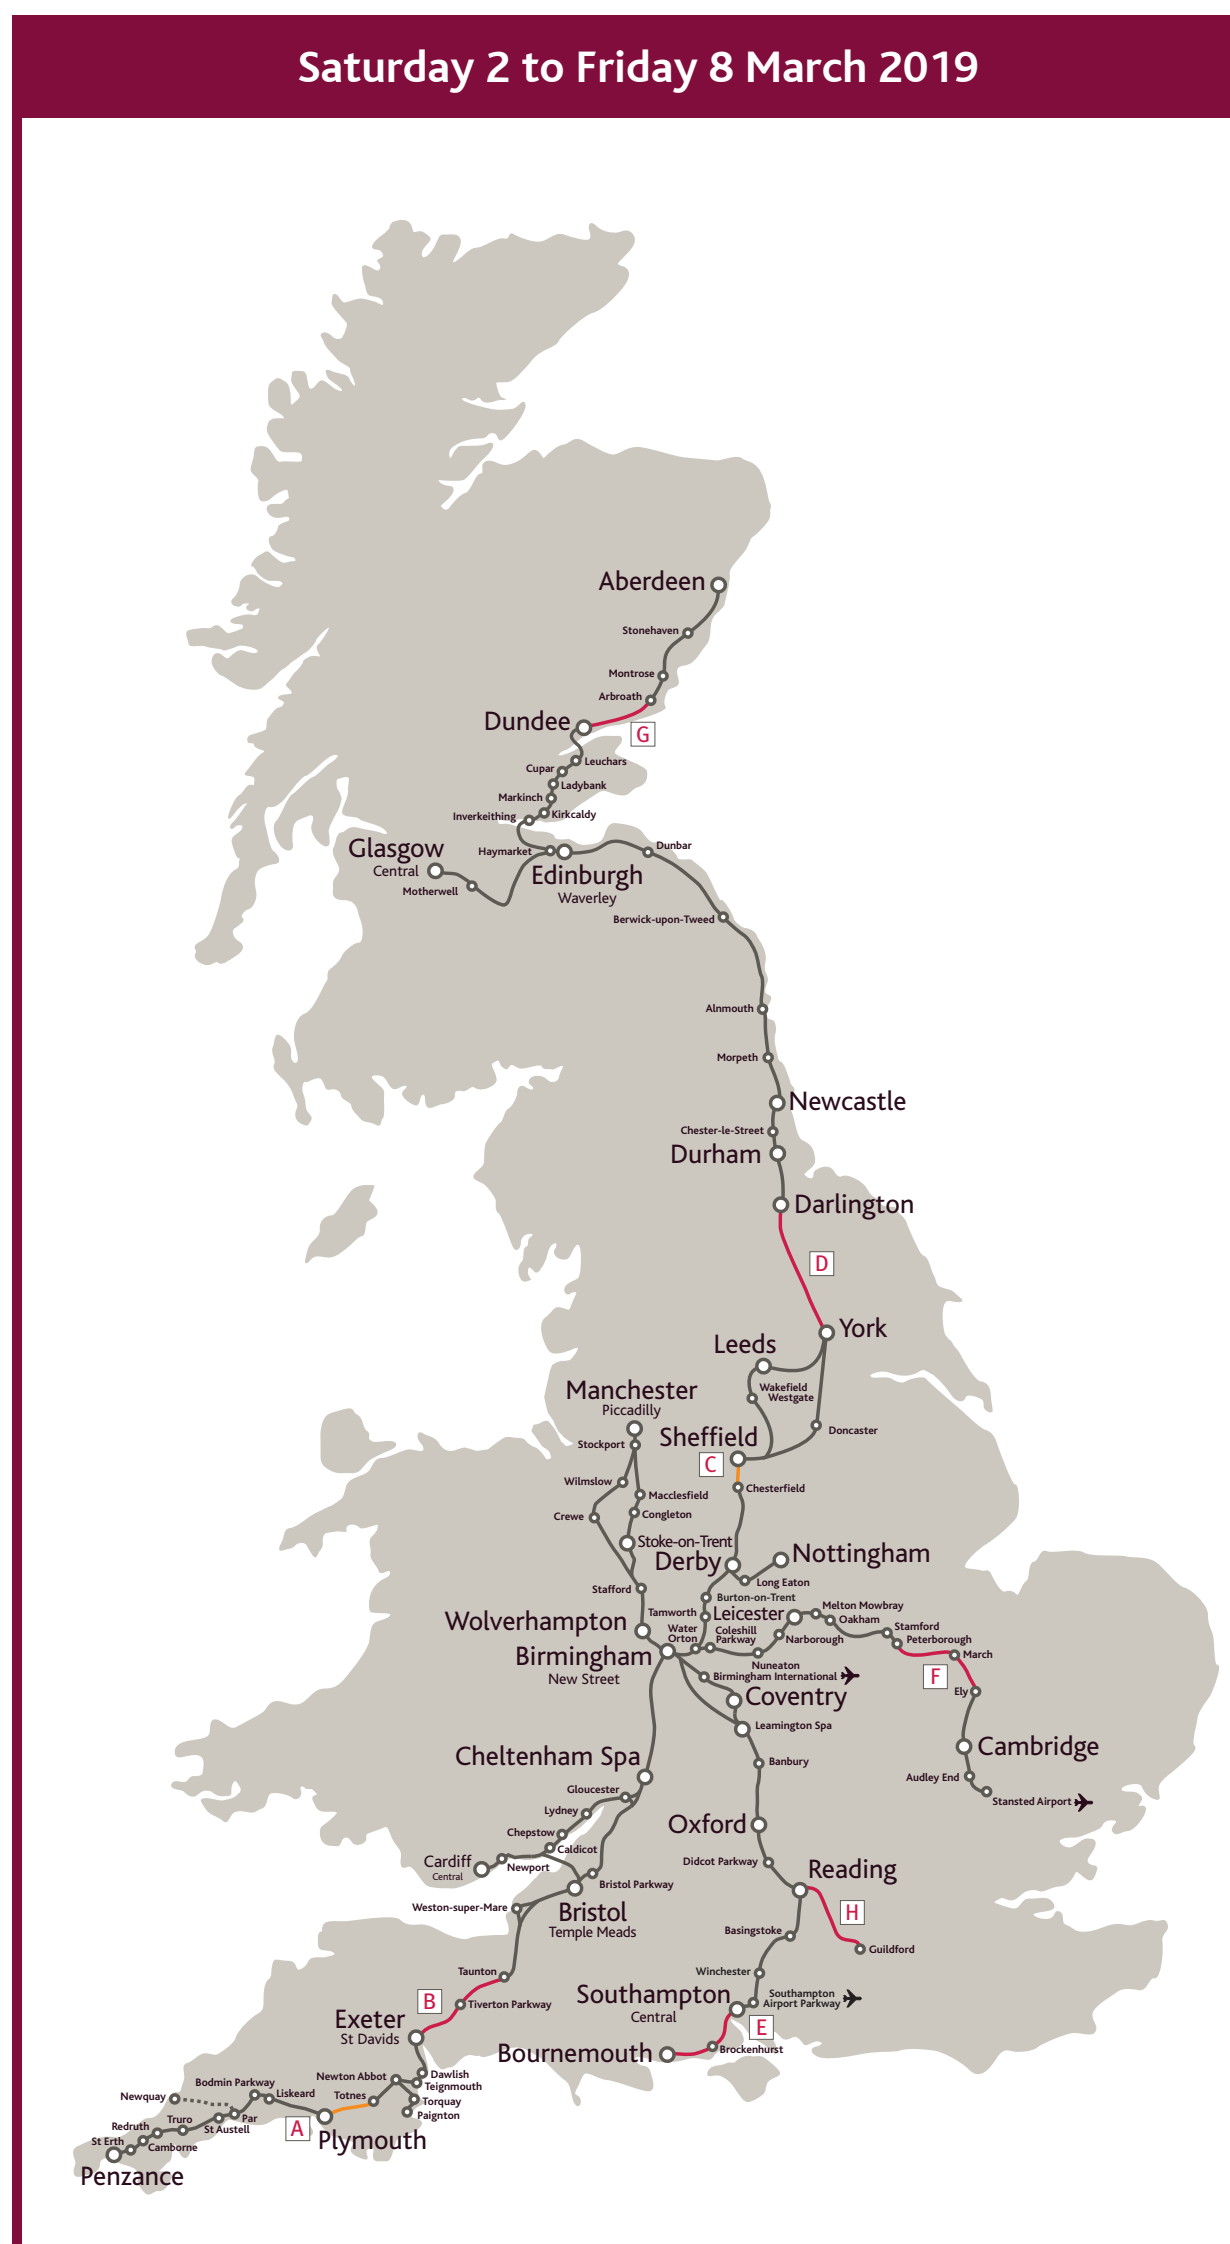 Saturday 2 to Friday 8 March 2019
Aberdeen
Stonehaven
Montrose
Arbroath
Dundee
G
Leuchars
Cupar
Ladybank
Markinch
Kirkcaldy
Inverkeithing
Glasgow
Central
Haymarket
Dunbar
Edinburgh
Waverley
Motherwell
Berwick-upon-Tweed
Alnmouth
Morpeth
Newcastle
Chester-le-Street
Durham
Darlington
D
York
Leeds
Wakefield
Westgate
Manchester
Piccadilly
Doncaster
Sheffield
Stockport
C
Wilmslow
Chesterfield
Macclesfield
Crewe
Congleton
Stoke-on-Trent
Derby
Nottingham
Long Eaton
Stafford
Burton-on-Trent
Tamworth
Leicester
Melton Mowbray
Oakham
Wolverhampton
Water
Orton
Coleshill
Parkway
Narborough
Stamford
Peterborough
March
Birmingham
New Street
Nuneaton
Birmingham International
F
Ely
Coventry
Leamington Spa
Cambridge
Cheltenham Spa
Banbury
Audley End
Gloucester
Stansted Airport
Lydney
Oxford
Chepstow
Caldicot
Cardiff
Central
Newport
Didcot Parkway
Reading
Bristol Parkway
Weston-super-Mare
Bristol
Temple Meads
H
Basingstoke
Guildford
Taunton
Winchester
B
Tiverton Parkway
Southampton
Central
Southampton
Airport Parkway
Exeter
St Davids
E
Bournemouth
Brockenhurst
Dawlish
Newton Abbot
Teignmouth
Bodmin Parkway
Liskeard
Totnes
Newquay
Torquay
Paignton
Par
Truro
St Austell
Redruth
A
Plymouth
St Erth
Camborne
Penzance